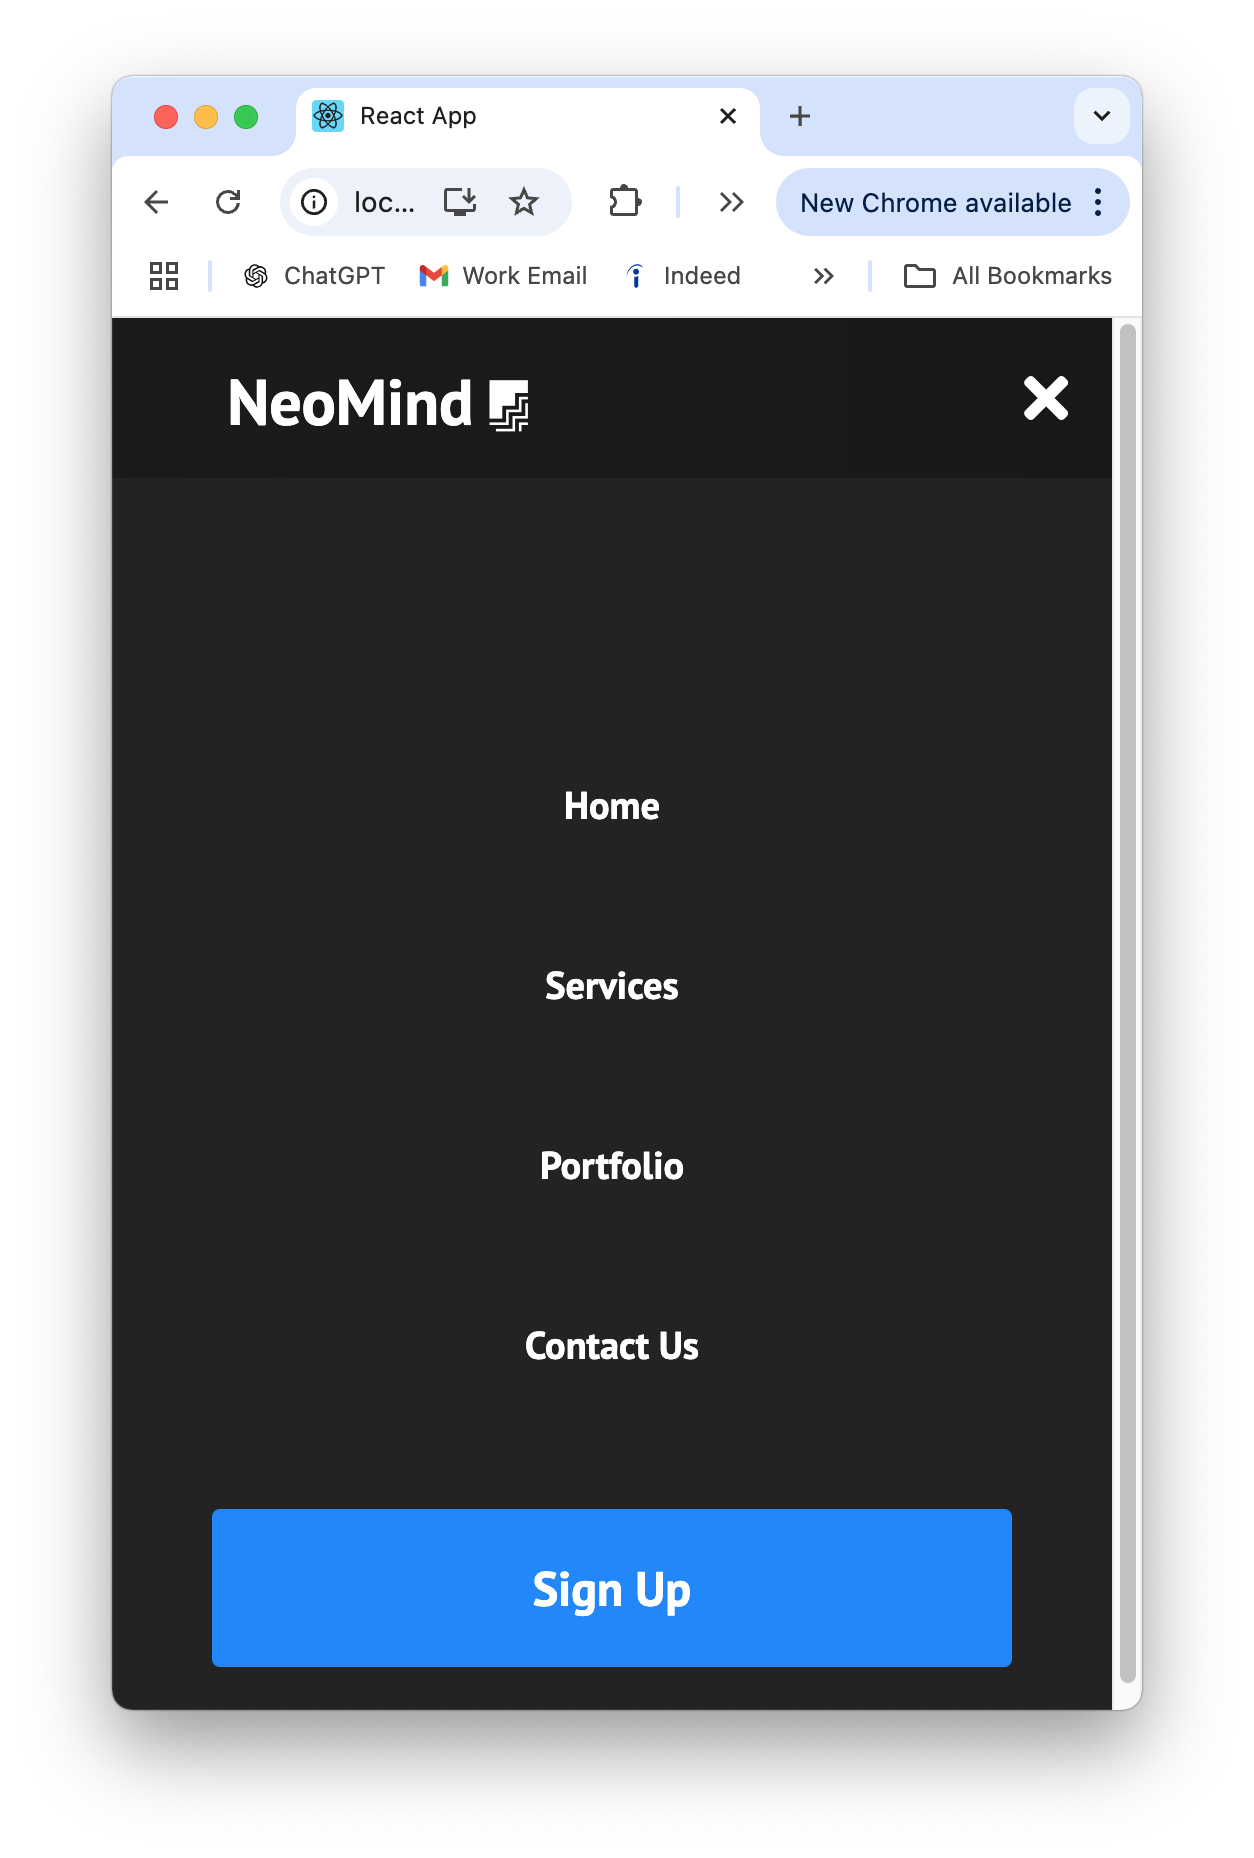 React App
loc...
New Chrome available
ChatGPT
Work Email
Indeed
All Bookmarks
NeoMind
Home
Services
Portfolio
Contact Us
Sign Up